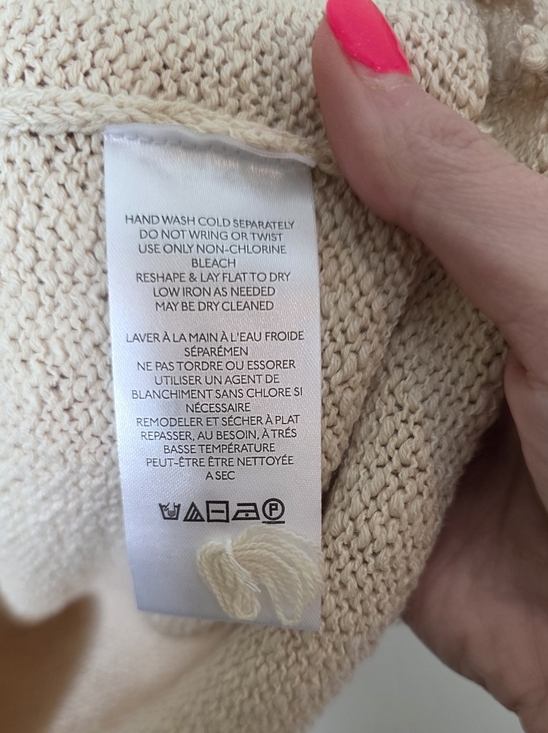 HAND WASH COLD SEPARATELY
DO NOT WRING OR TWIST
USE ONLY NON-CHLORINE
BLEACH
RESHAPE & LAY FLAT TO DRY
LOW IRON AS NEEDED
MAY BE DRY CLEANED
LAVER À LA MAIN À L'EAU FROIDE
SÉPARÉMEN
NE PAS TORDRE OU ESSORER
UTILISER UN AGENT DE
BLANCHIMENT SANS CHLORE SI
NÉCESSAIRE
REMODELER ET SÉCHER À PLAT
REPASSER, AU BESOIN, À TRÉS
BASSE TEMPÉRATURE
PEUT-ÊTRE ÊTRE NETTOYÉE
A SEC
P